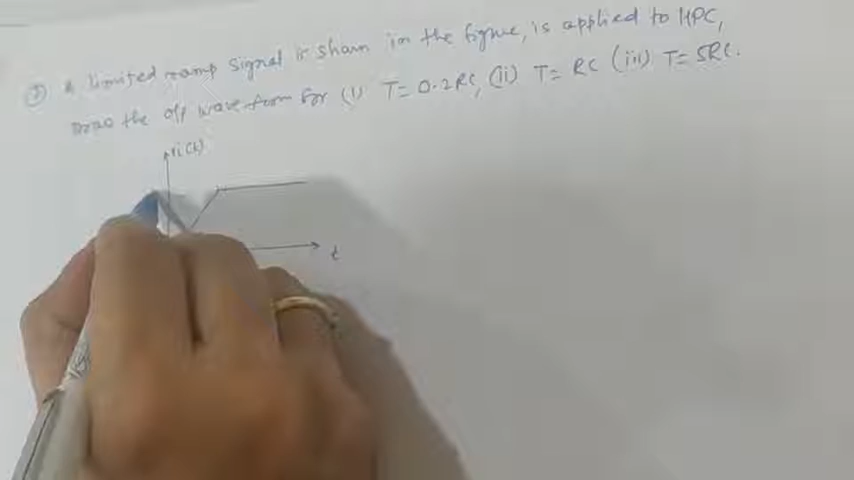 A limited ramp signal is shown in the figure, is applied to HPC,
Draw the o/p wave form for (i) T= 0.2RC, (ii) T= RC (iii) T= 5RC.
vi(t)
t